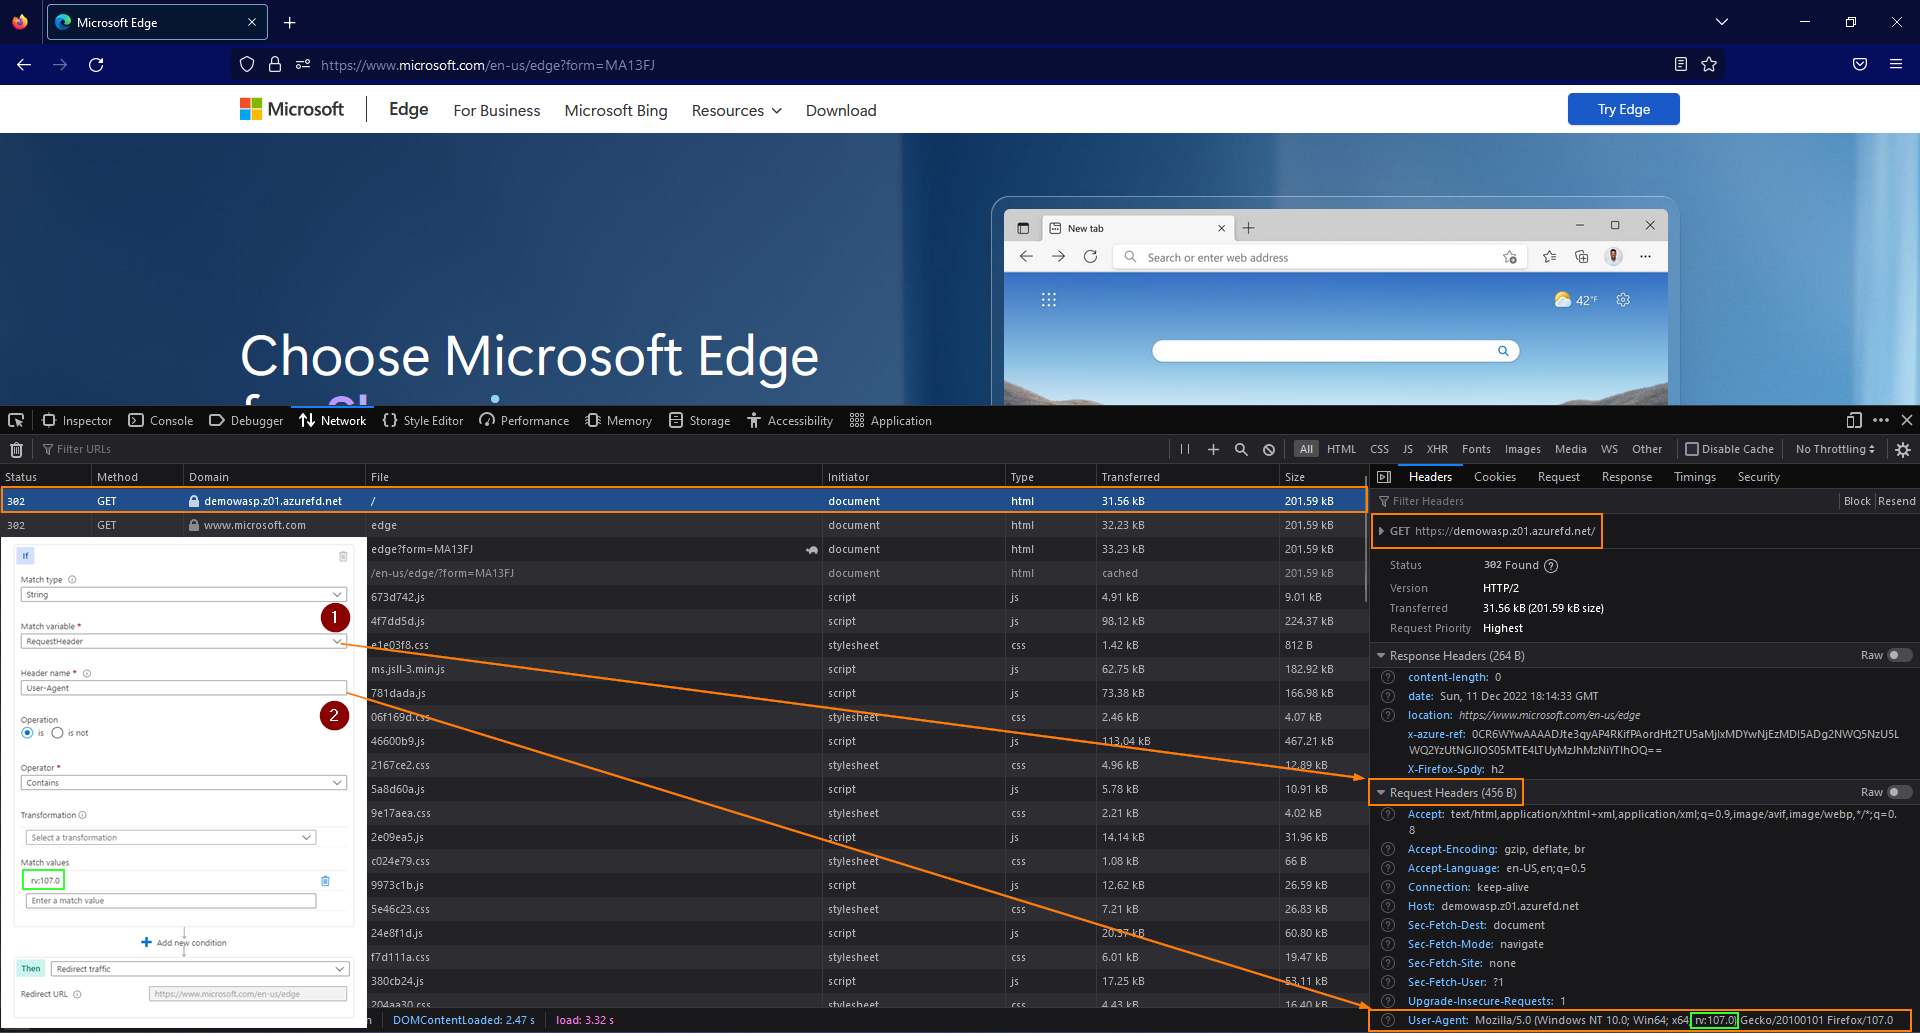 Microsoft Edge
https://www.microsoft.com/en-us/edge?form=MA13FJ
Microsoft
Edge
For Business
Microsoft Bing
Resources
Download
Try Edge
New tab
Search or enter web address
42°F
Choose Microsoft Edge
Inspector
Console
Debugger
Network
Style Editor
Performance
Memory
Storage
Accessibility
Application
Filter URLs
All HTML CSS JS XHR Fonts Images Media WS Other
Disable Cache
No Throttling
Status Method Domain File Initiator Type Transferred Size
302 GET demowasp.z01.azurefd.net / document html 31.56 kB 201.59 kB
302 GET www.microsoft.com edge document html 32.23 kB 201.59 kB
edge?form=MA13FJ document html 33.23 kB 201.59 kB
/en-us/edge/?form=MA13FJ document html cached 201.59 kB
673d742.js script js 4.91 kB 9.01 kB
4f7dd5d.js script js 98.12 kB 224.37 kB
e1e03f8.css stylesheet css 1.42 kB 812 B
ms.jsll-3.min.js script js 62.75 kB 182.92 kB
781dada.js script js 73.38 kB 166.98 kB
06f169d.css stylesheet css 2.46 kB 4.07 kB
46600b9.js script js 113.04 kB 467.21 kB
2167ce2.css stylesheet css 4.96 kB 12.89 kB
5a8d60a.js script js 5.78 kB 10.91 kB
9e17aea.css stylesheet css 2.21 kB 4.02 kB
2e09ea5.js script js 14.14 kB 31.96 kB
c024e79.css stylesheet css 1.08 kB 66 B
9973c1b.js script js 12.62 kB 26.59 kB
5e46c23.css stylesheet css 7.21 kB 26.83 kB
24e8f1d.js script js 20.37 kB 60.80 kB
f7d111a.css stylesheet css 6.01 kB 19.47 kB
380cb24.js script js 17.25 kB 53.11 kB
204aa30.css stylesheet css 4.43 kB 16.40 kB
DOMContentLoaded: 2.47 s
load: 3.32 s
If
Match type
String
1
Match variable *
RequestHeader
Header name *
User-Agent
2
Operation
is is not
Operator *
Contains
Transformation
Select a transformation
Match values
rv:107.0
Enter a match value
Add new condition
Then
Redirect traffic
Redirect URL
https://www.microsoft.com/en-us/edge
Headers Cookies Request Response Timings Security
Filter Headers
Block Resend
GET https://demowasp.z01.azurefd.net/
Status 302 Found
Version HTTP/2
Transferred 31.56 kB (201.59 kB size)
Request Priority Highest
Response Headers (264 B)
Raw
content-length: 0
date: Sun, 11 Dec 2022 18:14:33 GMT
location: https://www.microsoft.com/en-us/edge
x-azure-ref:
X-Firefox-Spdy: h2
Request Headers (456 B)
Raw
Accept: text/html,application/xhtml+xml,application/xml;q=0.9,image/avif,image/webp,*/*;q=0.
8
Accept-Encoding: gzip, deflate, br
Accept-Language: en-US,en;q=0.5
Connection: keep-alive
Host: demowasp.z01.azurefd.net
Sec-Fetch-Dest: document
Sec-Fetch-Mode: navigate
Sec-Fetch-Site: none
Sec-Fetch-User: ?1
Upgrade-Insecure-Requests: 1
User-Agent: Mozilla/5.0 (Windows NT 10.0; Win64; x64; rv:107.0) Gecko/20100101 Firefox/107.0